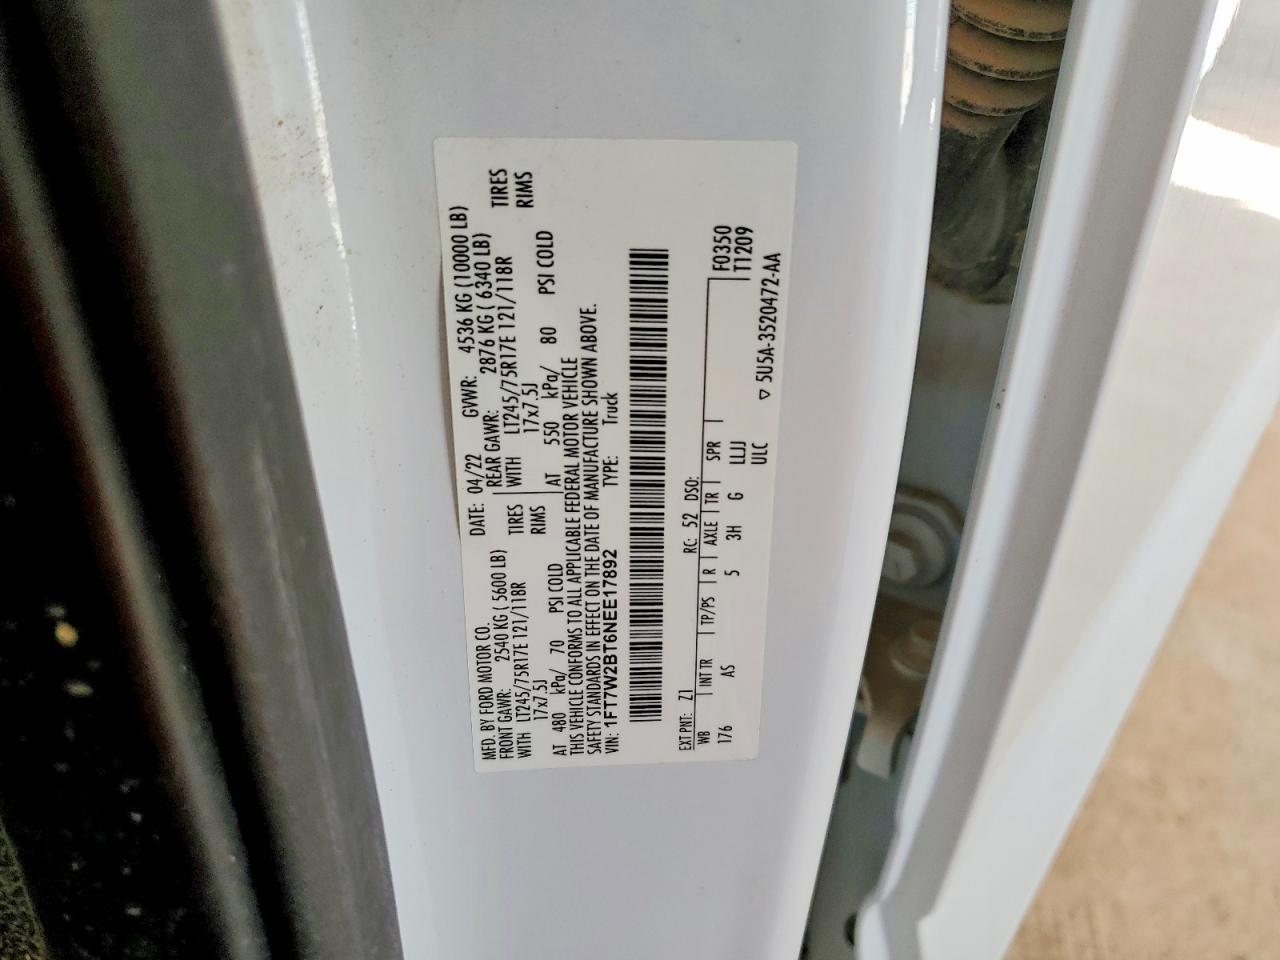 MFD. BY FORD MOTOR CO.
DATE: 04/22 GVWR: 4536 KG (10000 LB)
FRONT GAWR: 2540 KG ( 5600 LB) REAR GAWR: 2876 KG ( 6340 LB)
WITH LT245/75R17E 121/118R TIRES WITH LT245/75R17E 121/118R TIRES
17x7.5J RIMS 17x7.5J RIMS
AT 480 kPa/ 70 PSI COLD AT 550 kPa/ 80 PSI COLD
THIS VEHICLE CONFORMS TO ALL APPLICABLE FEDERAL MOTOR VEHICLE
SAFETY STANDARDS IN EFFECT ON THE DATE OF MANUFACTURE SHOWN ABOVE.
VIN: 1FT7W2BT6NEE17892 TYPE: Truck
EXT PNT: Z1 RC: 52 DSO: F0350
WB INT TR TP/PS R AXLE TR SPR T1209
176 AS 5 3H G LLJJ
ULC ▽ 5U5A-3520472-AA